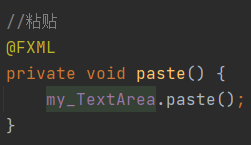 //粘贴
@FXML
private void paste() {
    my_TextArea.paste();
}